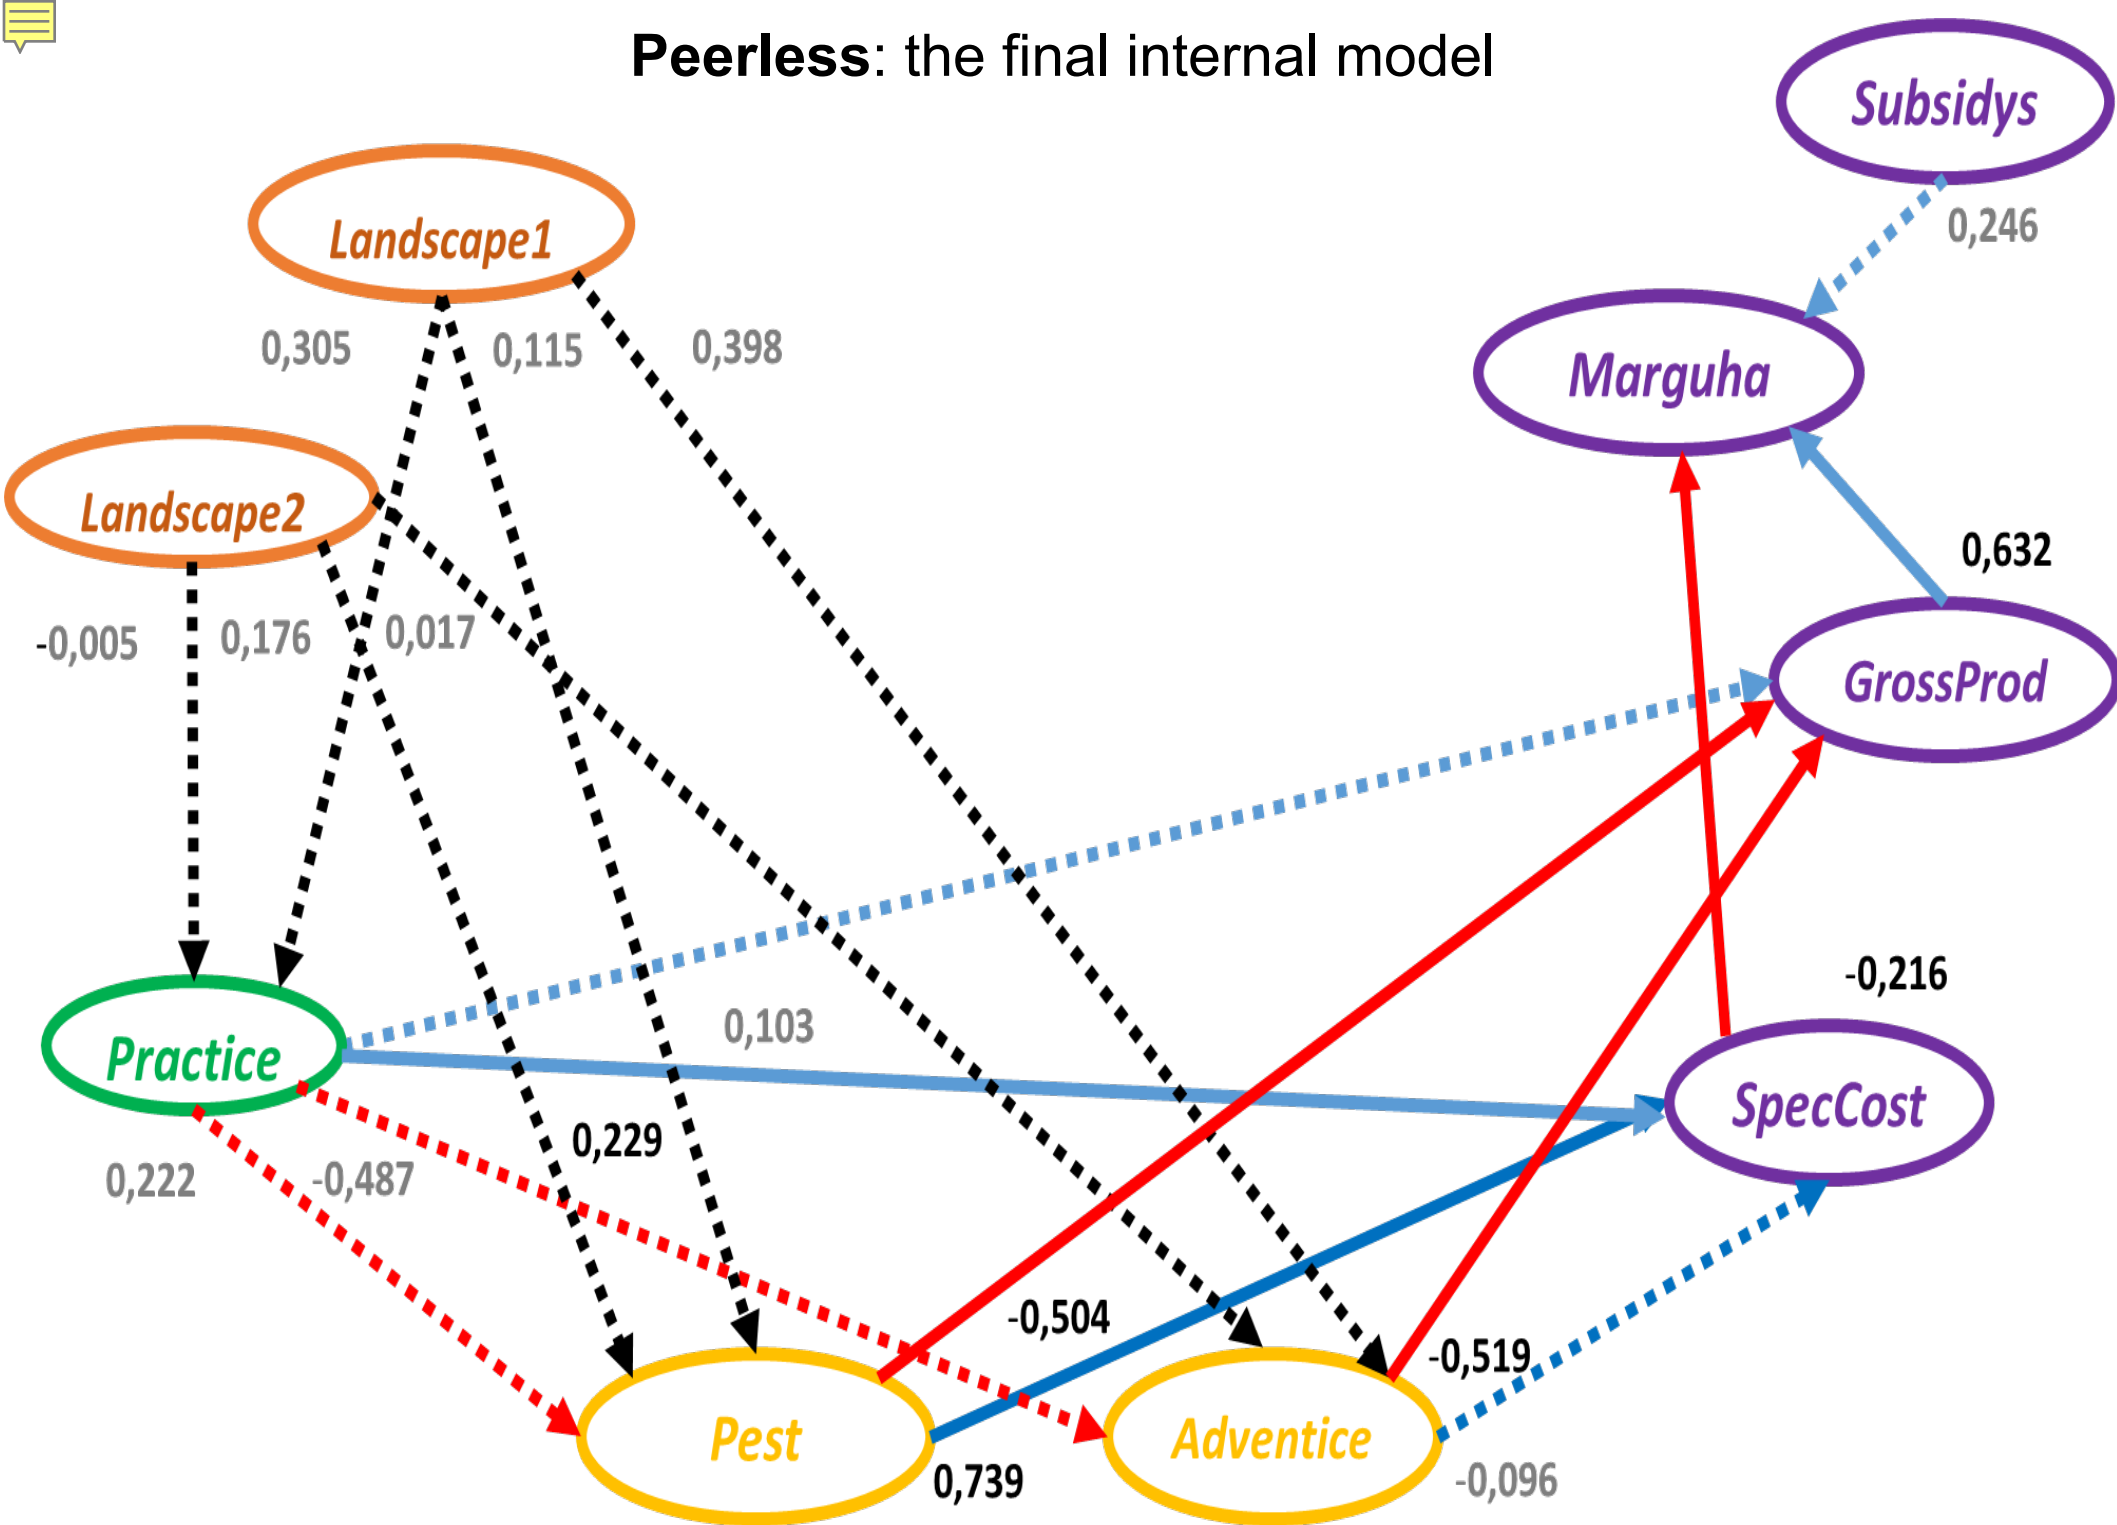 Peerless: the final internal model
Subsidys
0,246
Landscape1
0,305
0,115
0,398
Marguha
Landscape2
0,632
-0,005
0,176
0,017
GrossProd
-0,216
Practice
0,103
SpecCost
0,229
0,222
-0,487
-0,504
-0,519
Pest
Adventice
0,739
-0,096